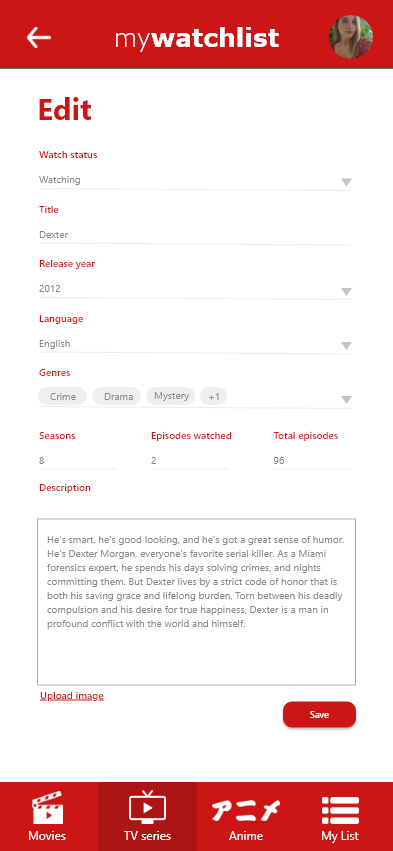 mywatchlist
Edit
Watch status
Watching
Title
Dexter
Release year
2012
Language
English
Genres
Crime Drama Mystery +1
Seasons Episodes watched Total episodes
8 2 96
Description
He's smart, he's good looking, and he's got a great sense of humor.
He's Dexter Morgan, everyone's favorite serial killer. As a Miami
forensics expert, he spends his days solving crimes, and nights
committing them. But Dexter lives by a strict code of honor that is
both his saving grace and lifelong burden. Torn between his deadly
compulsion and his desire for true happiness, Dexter is a man in
profound conflict with the world and himself.
Upload image
Save
アニメ
Movies TV series Anime My List